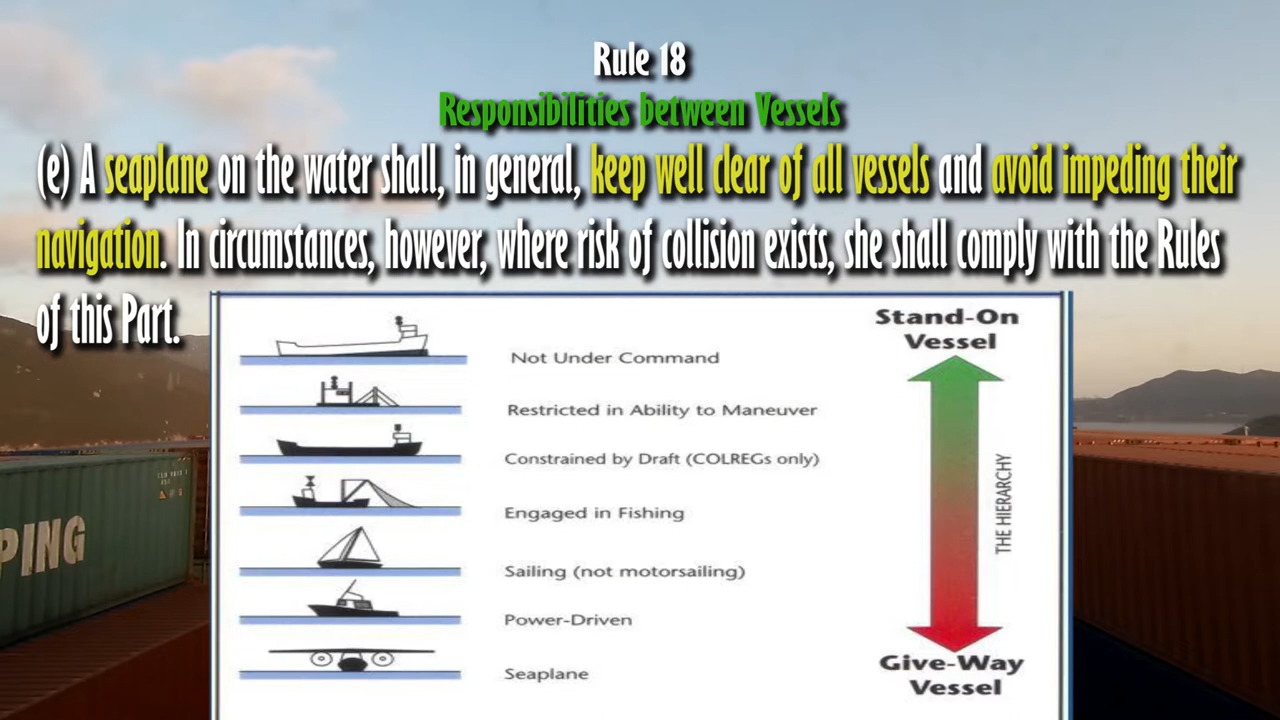 Rule 18
Responsibilities between Vessels
(e) A seaplane on the water shall, in general, keep well clear of all vessels and avoid impeding their
navigation. In circumstances, however, where risk of collision exists, she shall comply with the Rules
of this Part.
Stand-On
Vessel
Not Under Command
Restricted in Ability to Maneuver
Constrained by Draft (COLREGs only)
THE HIERARCHY
Engaged in Fishing
Sailing (not motorsailing)
Power-Driven
Give-Way
Vessel
Seaplane
PING